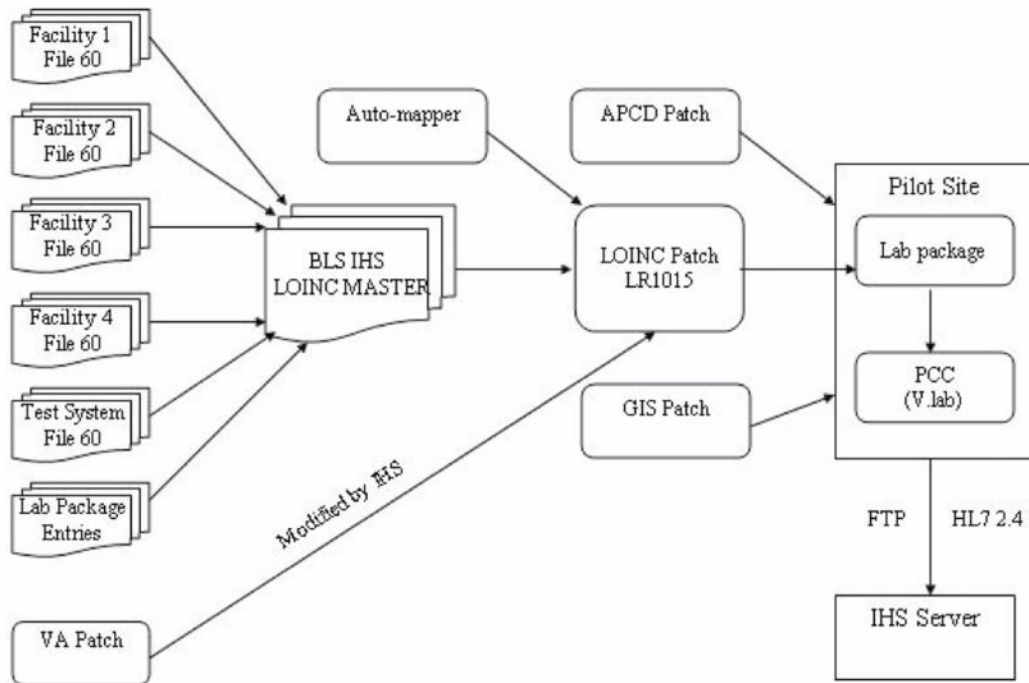 Facility 1
File 60
Facility 2
File 60
Facility 3
File 60
Facility 4
File 60
Test System
File 60
Lab Package
Entries
VA Patch
BLS IHS
LOINC MASTER
Auto-mapper
APCD Patch
LOINC Patch
LR1015
GIS Patch
Modified by IHS
Pilot Site
Lab package
PCC
(V.lab)
FTP
HL7 2.4
IHS Server